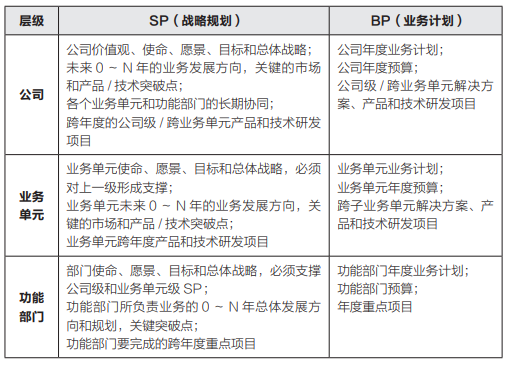 层级
SP（战略规划）
BP（业务计划）
公司
公司价值观、使命、愿景、目标和总体战略；
未来 0 ~ N 年的业务发展方向，关键的市场
和产品 / 技术突破点；
各个业务单元和功能部门的长期协同；
跨年度的公司级 / 跨业务单元产品和技术研发
项目
公司年度业务计划；
公司年度预算；
公司级 / 跨业务单元解决方
案、产品和技术研发项目
业务
单元
业务单元使命、愿景、目标和总体战略，必须
对上一级形成支撑；
业务单元未来 0 ~ N 年的业务发展方向，关
键的市场和产品 / 技术突破点；
业务单元跨年度产品和技术研发项目
业务单元业务计划；
业务单元年度预算；
跨子业务单元解决方案、产
品和技术研发项目
功能
部门
部门使命、愿景、目标和总体战略，必须支撑
公司级和业务单元级 SP；
功能部门所负责业务的 0 ~ N 年总体发展方
向和规划，关键突破点；
功能部门要完成的跨年度重点项目
功能部门年度业务计划；
功能部门预算；
年度重点项目